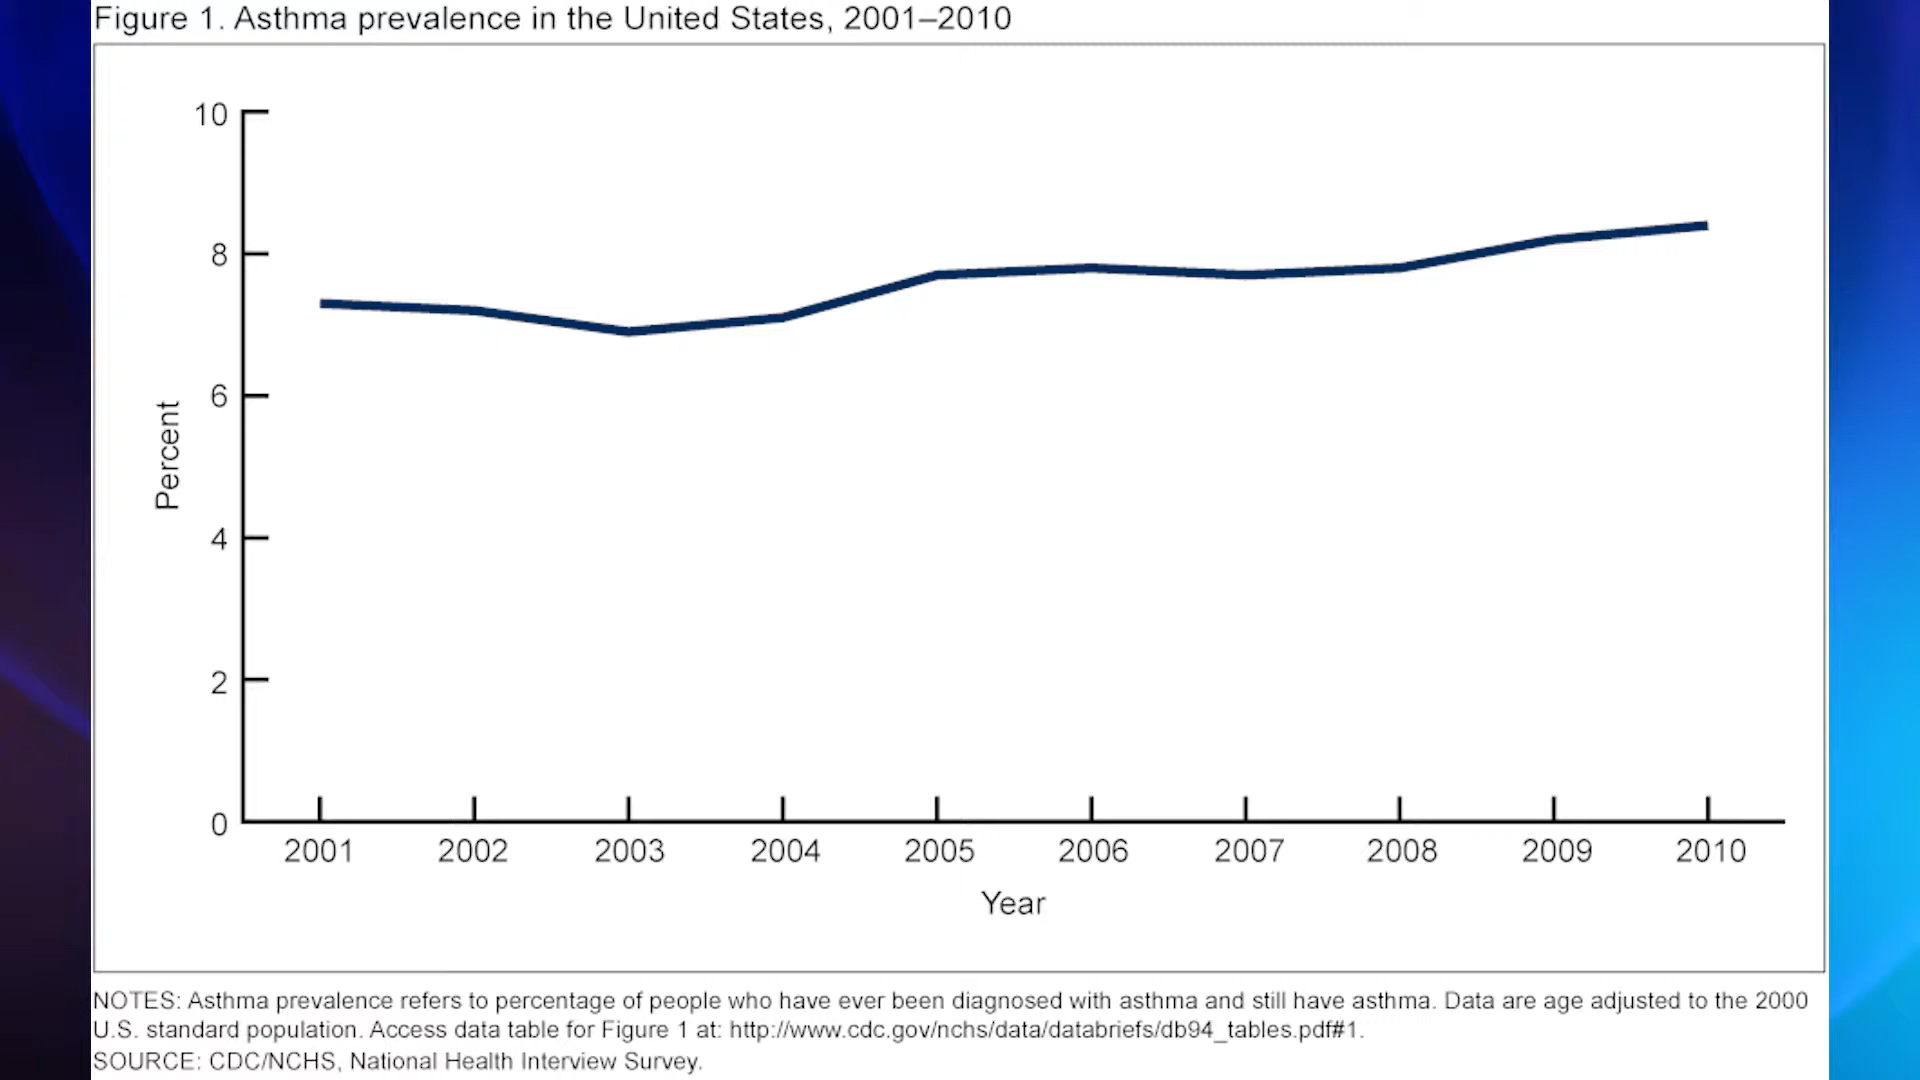 Figure 1. Asthma prevalence in the United States, 2001–2010
10
8
6
4
2
0
Percent
2001 2002 2003 2004 2005 2006 2007 2008 2009 2010
Year
NOTES: Asthma prevalence refers to percentage of people who have ever been diagnosed with asthma and still have asthma. Data are age adjusted to the 2000
U.S. standard population. Access data table for Figure 1 at: http://www.cdc.gov/nchs/data/databriefs/db94_tables.pdf#1.
SOURCE: CDC/NCHS, National Health Interview Survey.